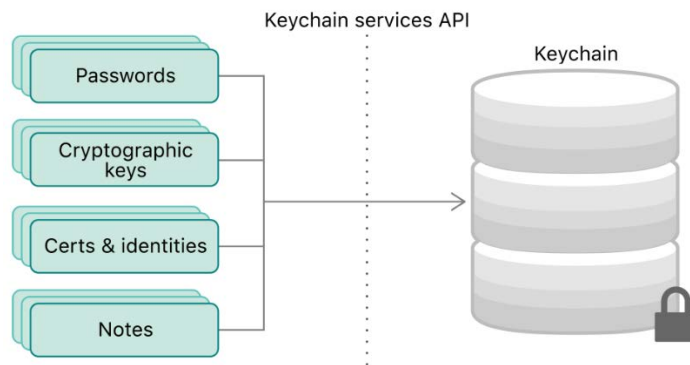 Keychain services API
Keychain
Passwords
Cryptographic
keys
Certs & identities
Notes